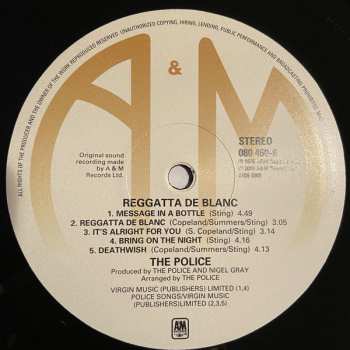 ALL RIGHTS OF THE PRODUCER AND THE OWNER OF THE WORK REPRODUCED RESERVED. UNAUTHORIZED COPYING, HIRING, LENDING, PUBLIC PERFORMANCE AND BROADCASTING PROHIBITED.
A & M
Original sound
recording made
by A & M
Records Ltd.
STEREO
REGGATTA DE BLANC
1. MESSAGE IN A BOTTLE (Sting) 4.49
2. REGGATTA DE BLANC (Copeland/Summers/Sting) 3.05
3. IT'S ALRIGHT FOR YOU (S. Copeland/Sting) 3.14
4. BRING ON THE NIGHT (Sting) 4.16
5. DEATHWISH (Copeland/Summers/Sting) 4.13
THE POLICE
Produced by THE POLICE AND NIGEL GRAY
Arranged by THE POLICE
VIRGIN MUSIC (PUBLISHERS) LIMITED (1,4)
POLICE SONGS/VIRGIN MUSIC
(PUBLISHERS)LIMITED (2,3,5)
A&M